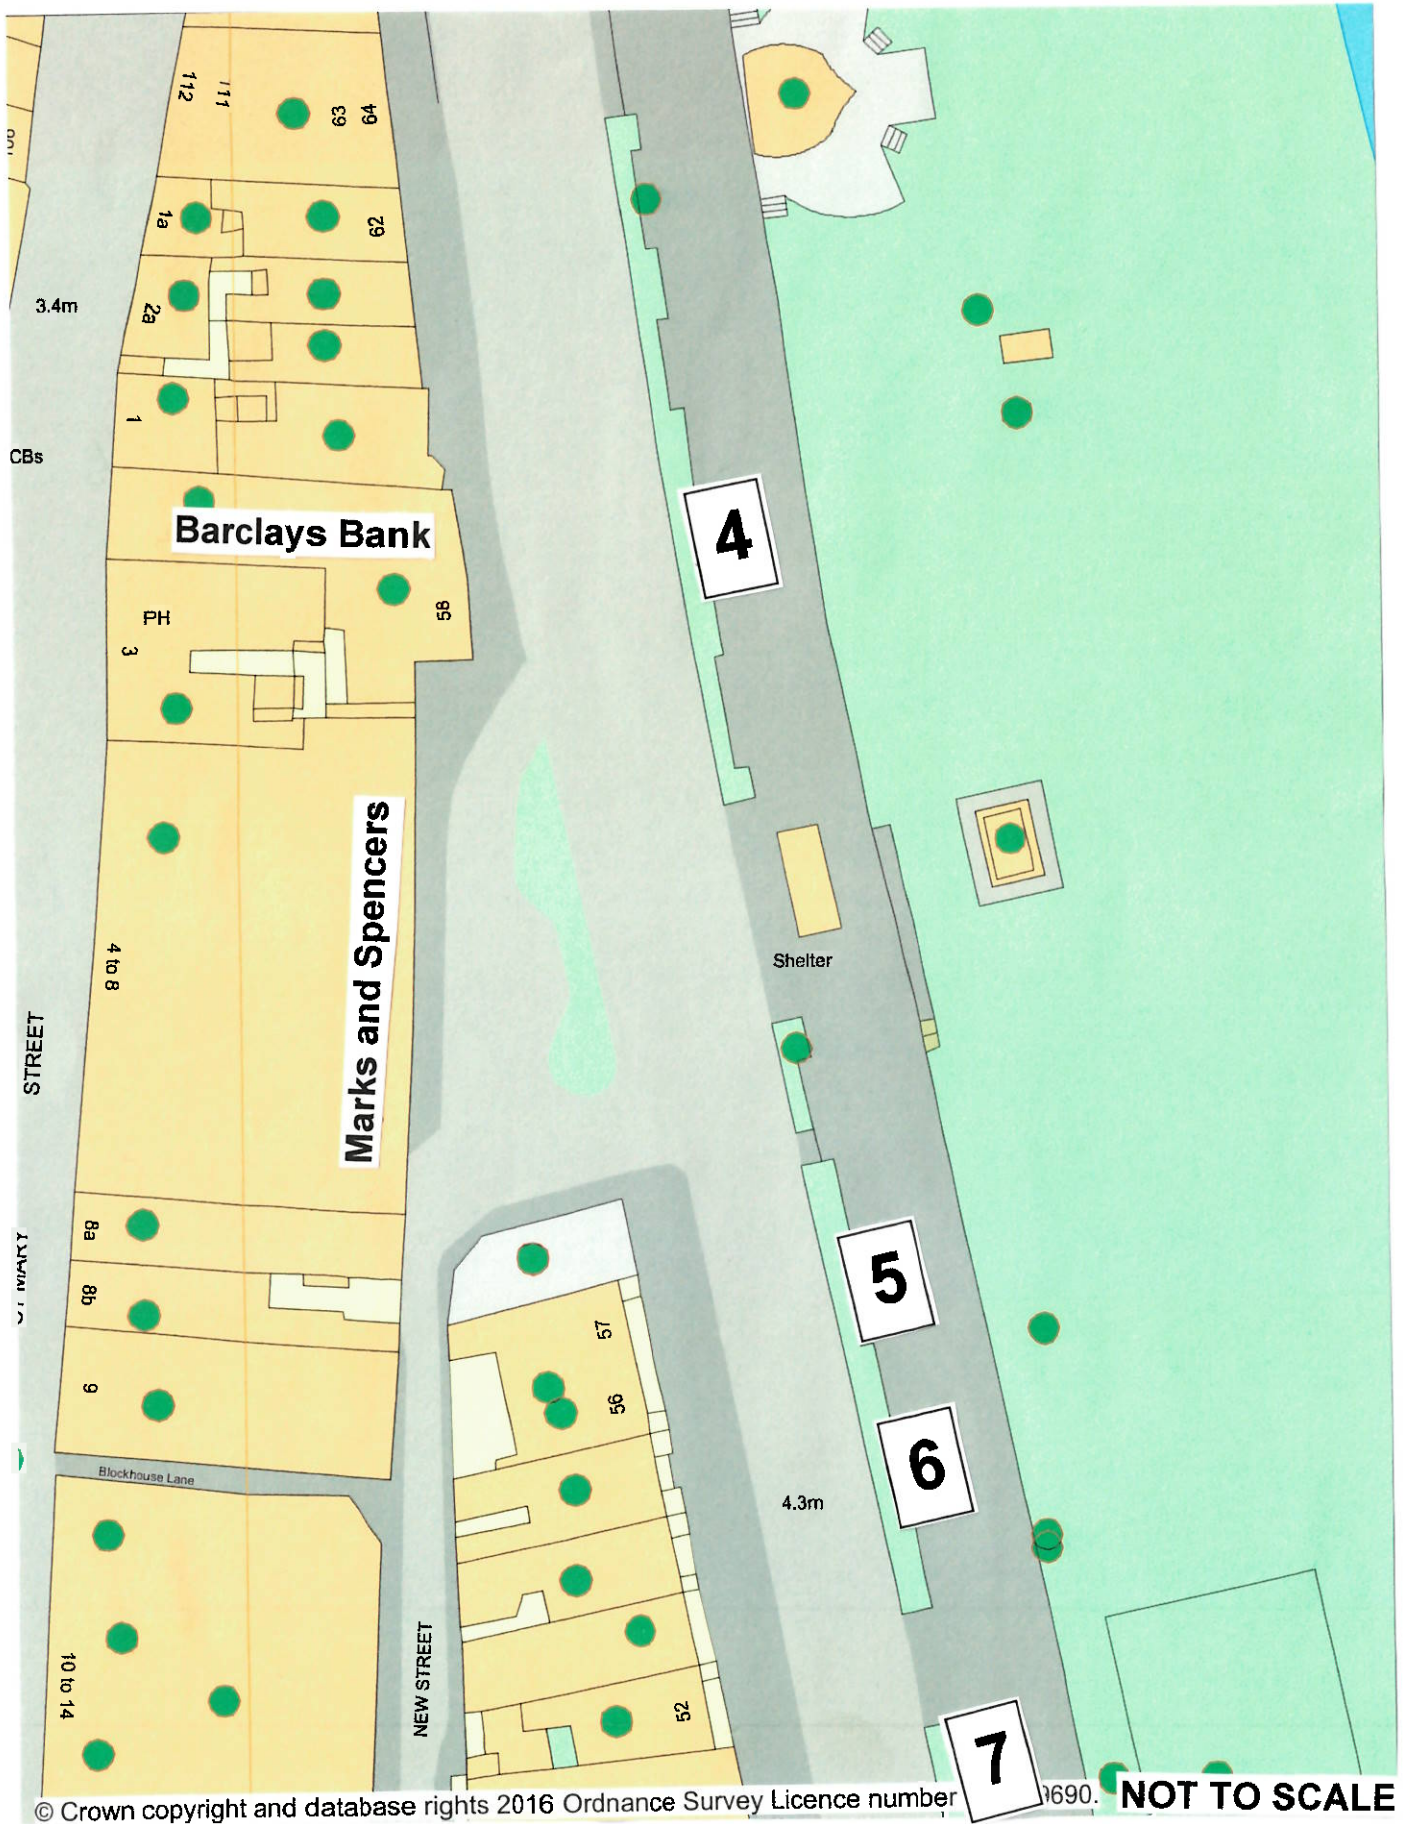 112
111
63
64
1a
62
3.4m
2a
1
CBs
Barclays Bank
4
58
PH
3
Marks and Spencers
4 to 8
Shelter
STREET
8a
5
8b
57
9
56
6
Blockhouse Lane
4.3m
10 to 14
NEW STREET
52
7
© Crown copyright and database rights 2016 Ordnance Survey Licence number 9690.
NOT TO SCALE